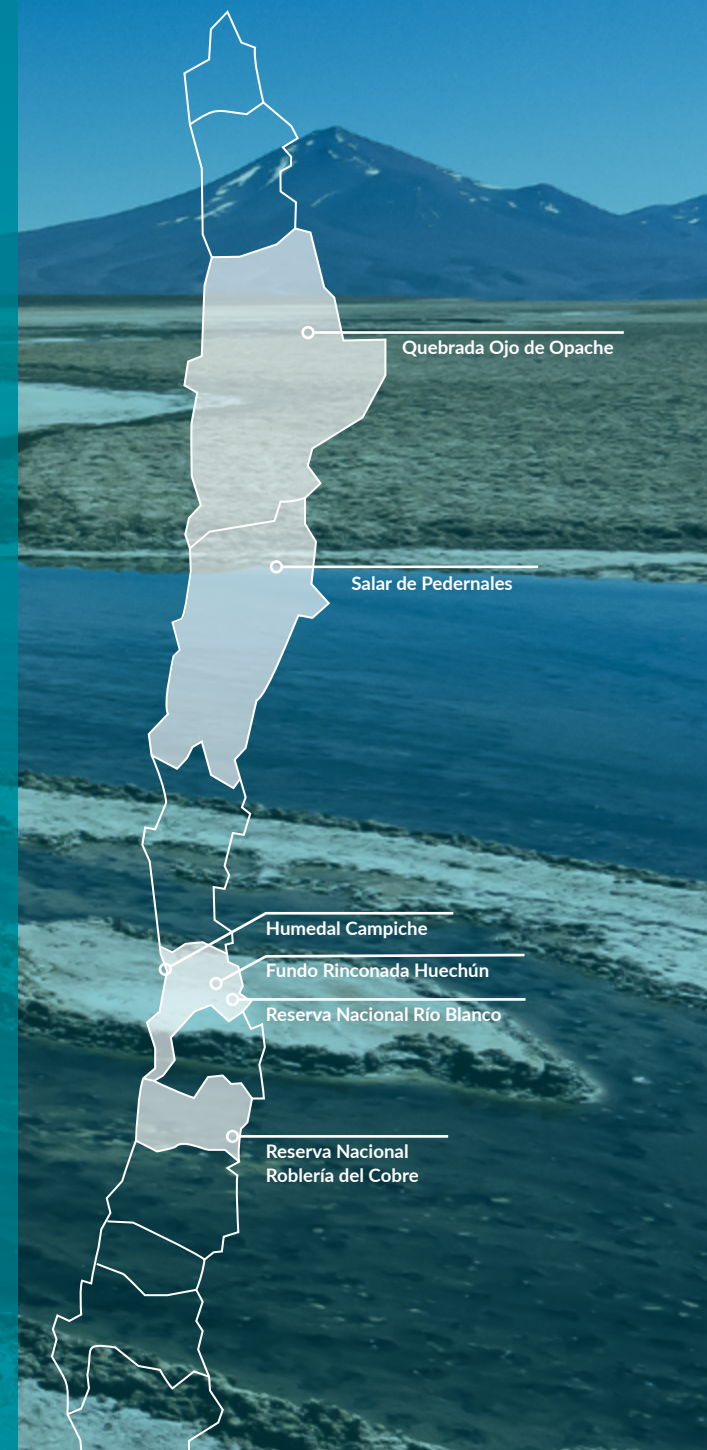 Quebrada Ojo de Opache
Salar de Pedernales
Humedal Campiche
Fundo Rinconada Huechún
Reserva Nacional Río Blanco
Reserva Nacional
Roblería del Cobre